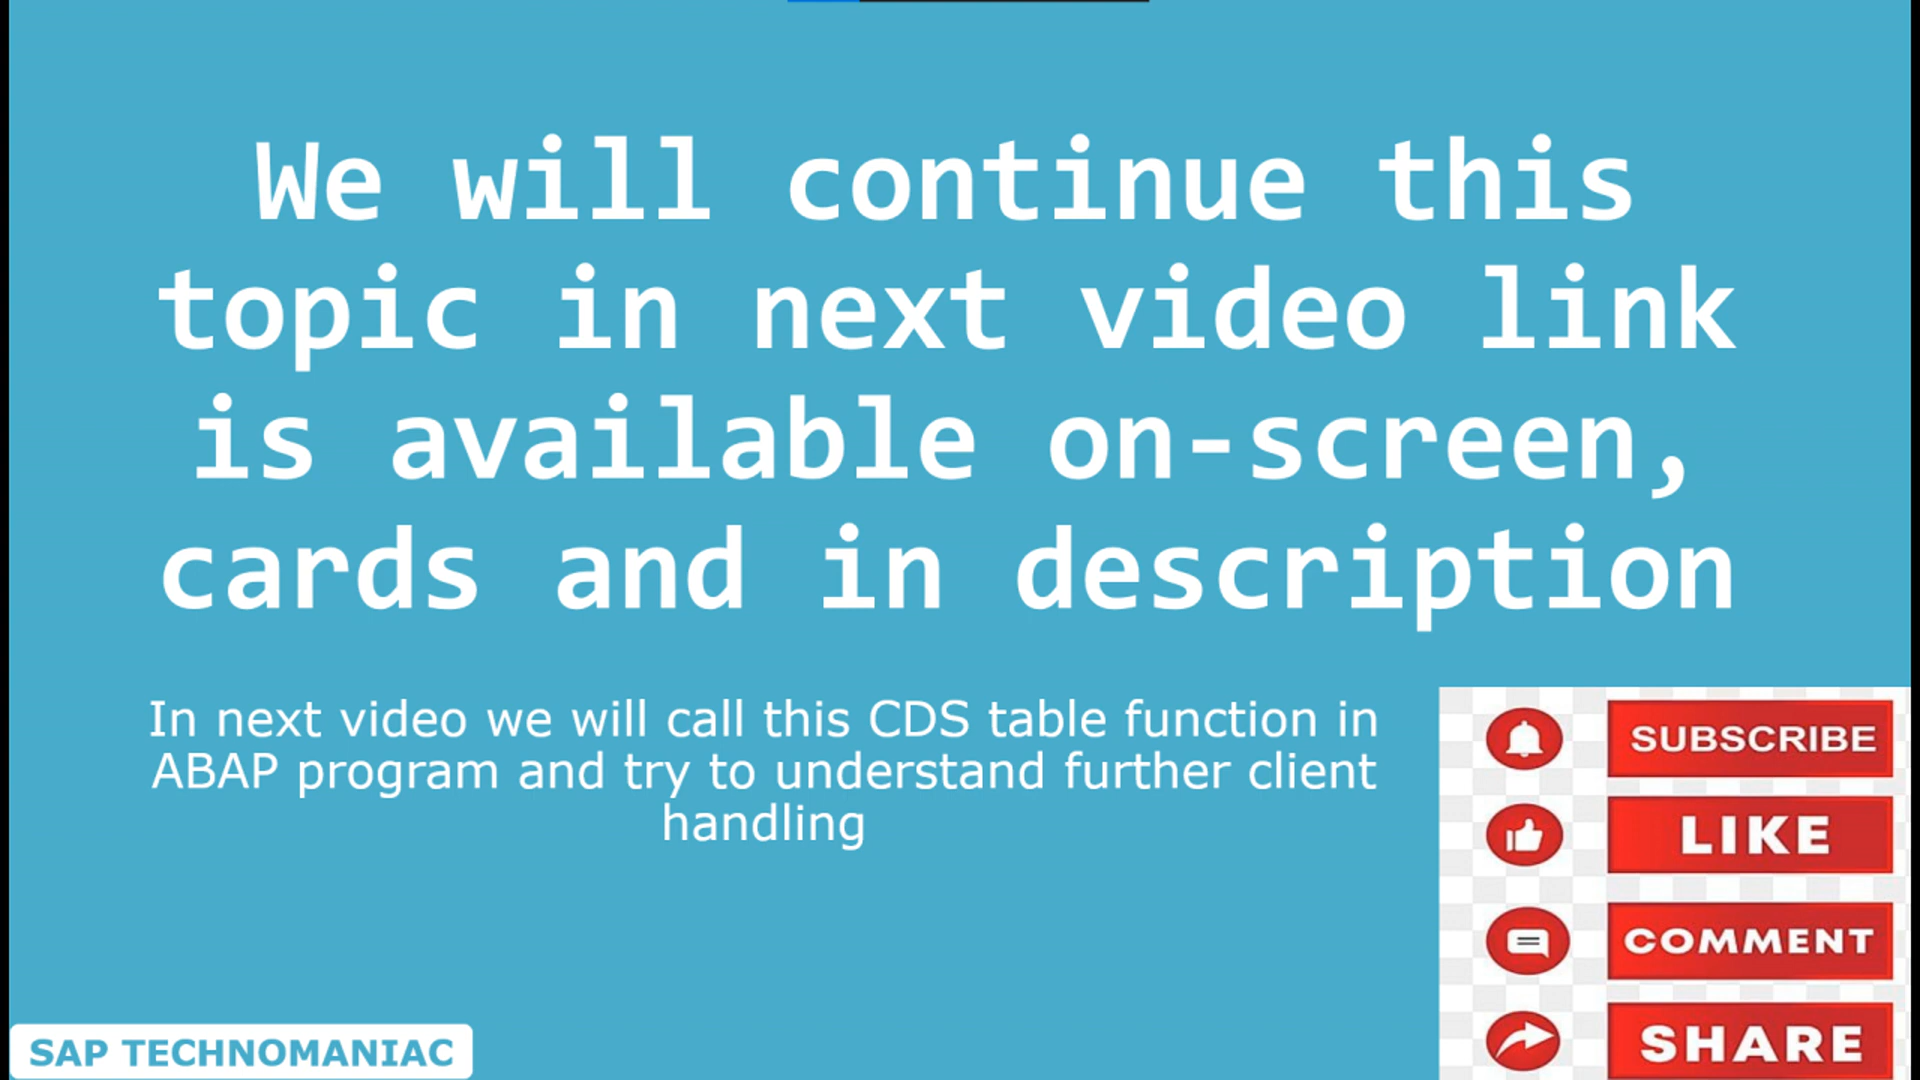 We will continue this
topic in next video link
is available on-screen,
cards and in description
In next video we will call this CDS table function in
ABAP program and try to understand further client
handling
SUBSCRIBE
LIKE
COMMENT
SHARE
SAP TECHNOMANIAC